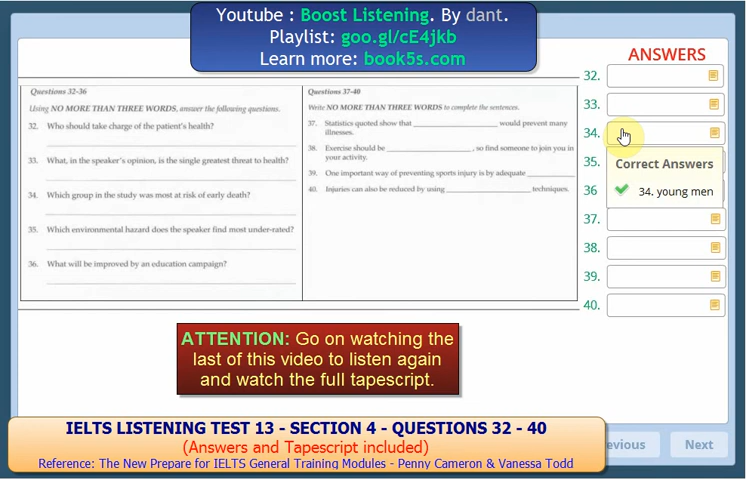 Youtube : Boost Listening. By dant.
Playlist: goo.gl/cE4jkb
Learn more: book5s.com
ANSWERS
Questions 32-36
Using NO MORE THAN THREE WORDS, answer the following questions.
32. Who should take charge of the patient's health?
33. What, in the speaker's opinion, is the single greatest threat to health?
34. Which group in the study was most at risk of early death?
35. Which environmental hazard does the speaker find most under-rated?
36. What will be improved by an education campaign?
Questions 37-40
Write NO MORE THAN THREE WORDS to complete the sentences.
37. Statistics quoted show that ____________ would prevent many
illnesses.
38. Exercise should be ____________, so find someone to join you in
your activity.
39. One important way of preventing sports injury is by adequate ____________
40. Injuries can also be reduced by using ____________ techniques.
32.
33.
34.
35.
Correct Answers
36
34. young men
37.
38.
39.
40.
ATTENTION: Go on watching the
last of this video to listen again
and watch the full tapescript.
IELTS LISTENING TEST 13 - SECTION 4 - QUESTIONS 32 - 40
(Answers and Tapescript included)
Reference: The New Prepare for IELTS General Training Modules - Penny Cameron & Vanessa Todd
evious
Next